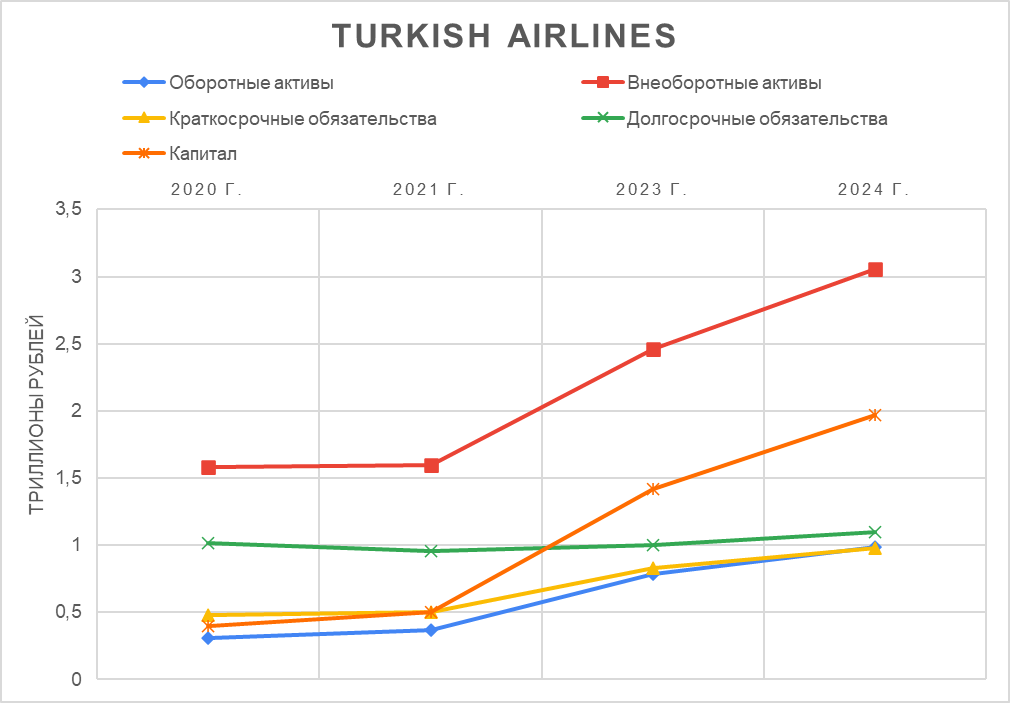 TURKISH AIRLINES
Оборотные активы
Внеоборотные активы
Краткосрочные обязательства
Долгосрочные обязательства
Капитал
2020 Г.
2021 Г.
2023 Г.
2024 Г.
3,5
3
2,5
2
1,5
1
0,5
0
ТРИЛЛИОНЫ РУБЛЕЙ